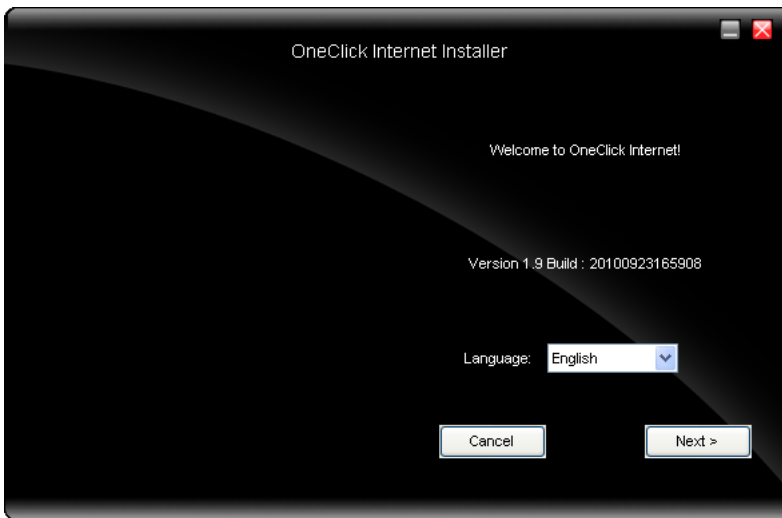 OneClick Internet Installer
Welcome to OneClick Internet!
Version 1.9 Build : 20100923165908
Language: English
Cancel Next >